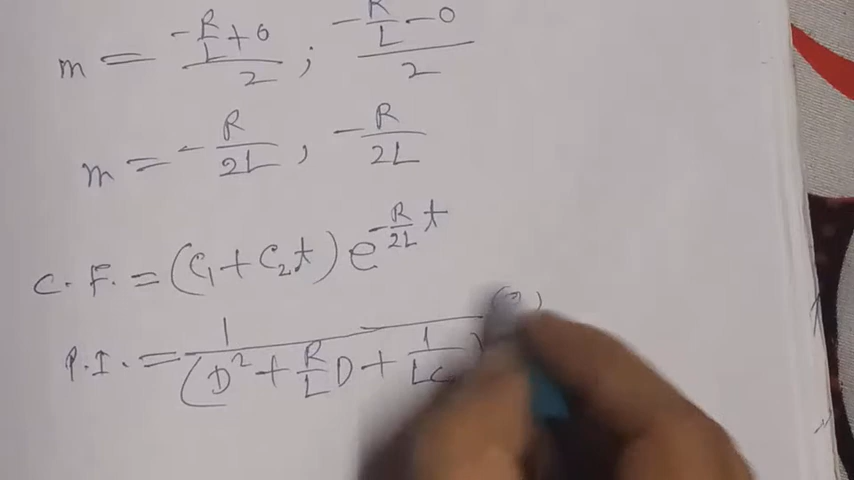 m = (-R/L + 0)/2 ; (-R/L - 0)/2
m = -R/2L , -R/2L
C.F. = (C₁ + C₂t) e^(-R/2L t)
P.I. = 1/(D² + R/L D + 1/LC)